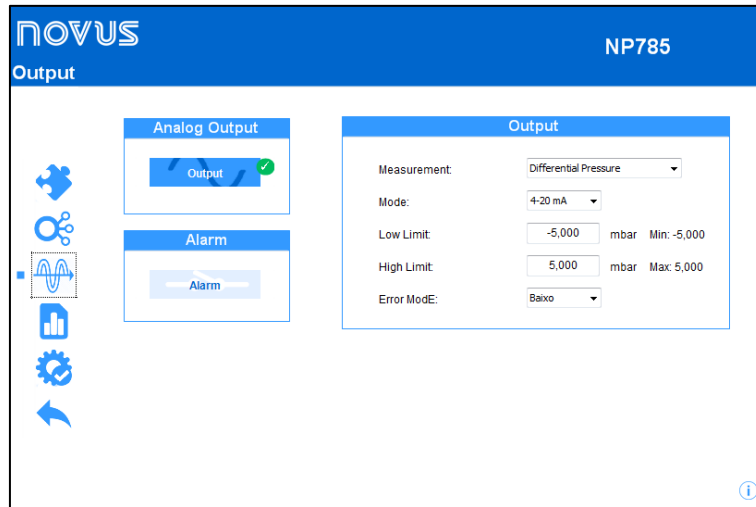 novus
NP785
Output
Analog Output
Output
Alarm
Alarm
Output
Measurement: Differential Pressure
Mode: 4-20 mA
Low Limit: -5,000 mbar Min: -5,000
High Limit: 5,000 mbar Max: 5,000
Error ModE: Baixo
i